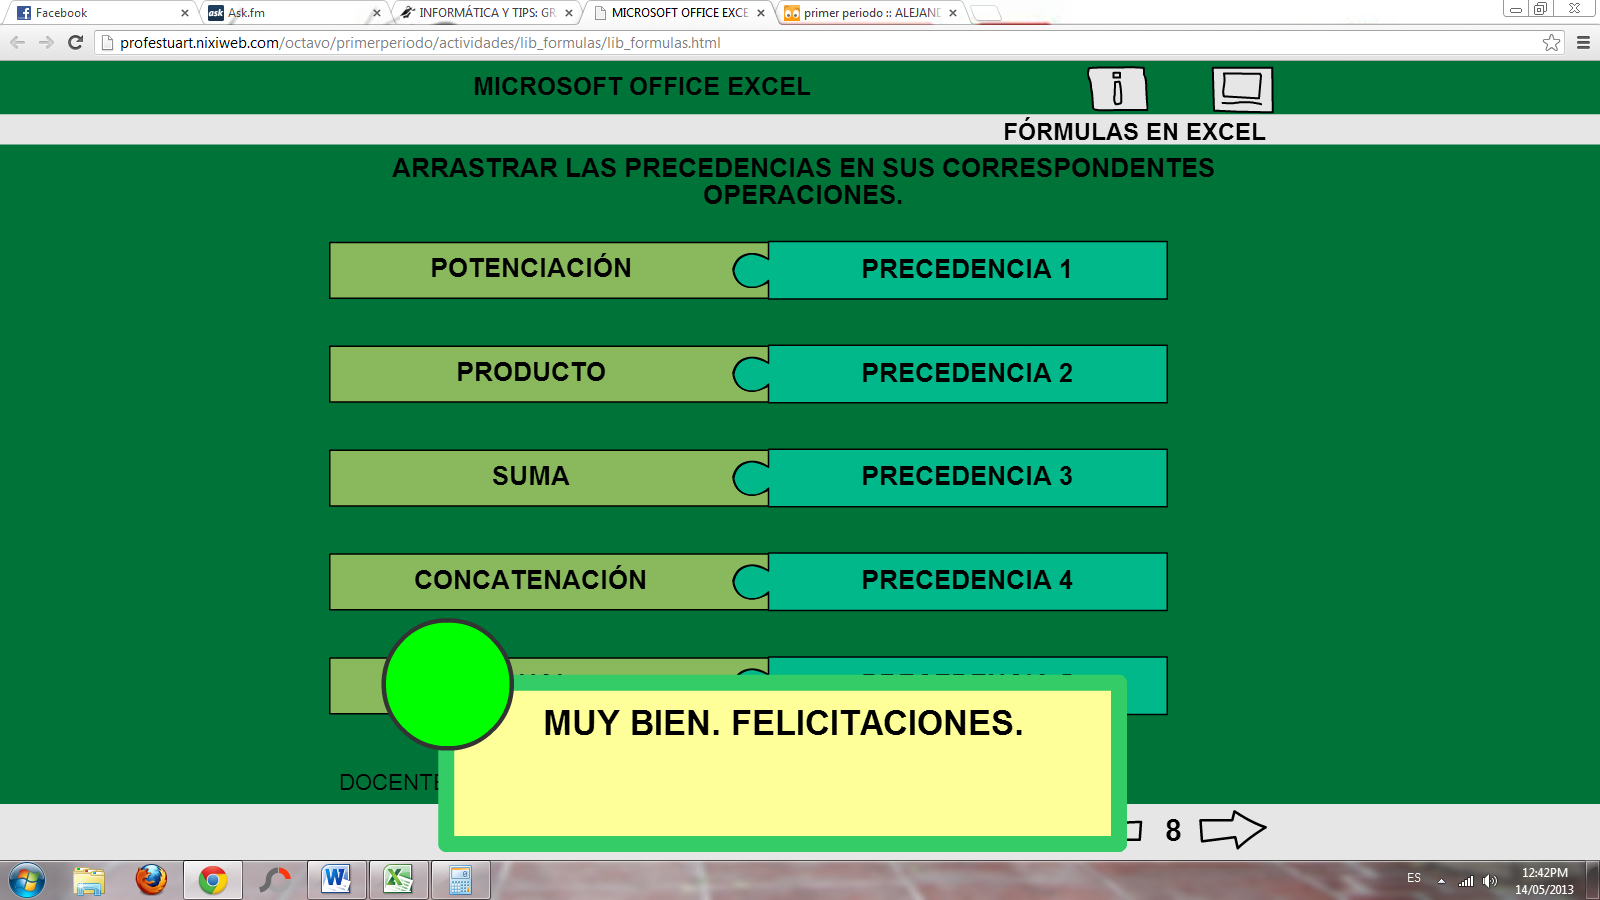 Facebook
ask Ask.fm
INFORMÁTICA Y TIPS: GR
MICROSOFT OFFICE EXCE
primer periodo :: ALEJAND
profestuart.nixiweb.com/octavo/primerperiodo/actividades/lib_formulas/lib_formulas.html
MICROSOFT OFFICE EXCEL
i
FÓRMULAS EN EXCEL
ARRASTRAR LAS PRECEDENCIAS EN SUS CORRESPONDENTES
OPERACIONES.
POTENCIACIÓN PRECEDENCIA 1
PRODUCTO PRECEDENCIA 2
SUMA PRECEDENCIA 3
CONCATENACIÓN PRECEDENCIA 4
MUY BIEN. FELICITACIONES.
DOCENTE
8
ES
12:42PM
14/05/2013